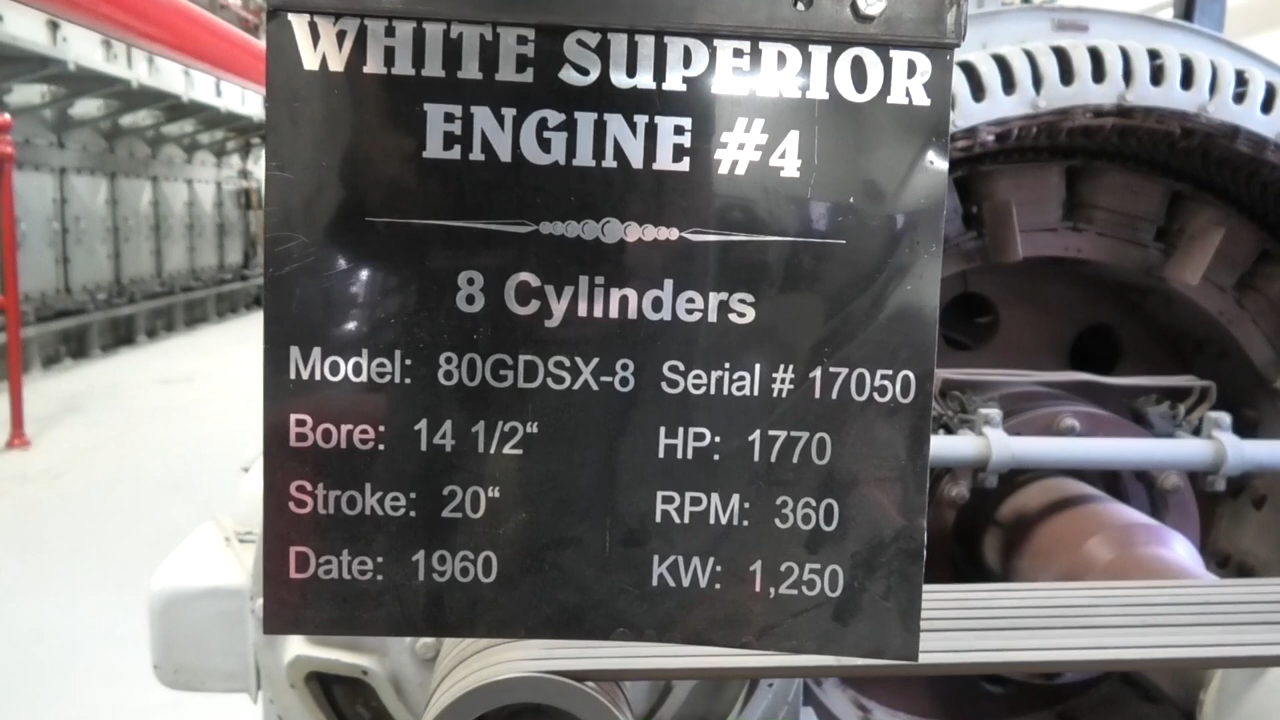 WHITE SUPERIOR
ENGINE #4
8 Cylinders
Model: 80GDSX-8 Serial # 17050
Bore: 14 1/2“ HP: 1770
Stroke: 20“ RPM: 360
Date: 1960 KW: 1,250